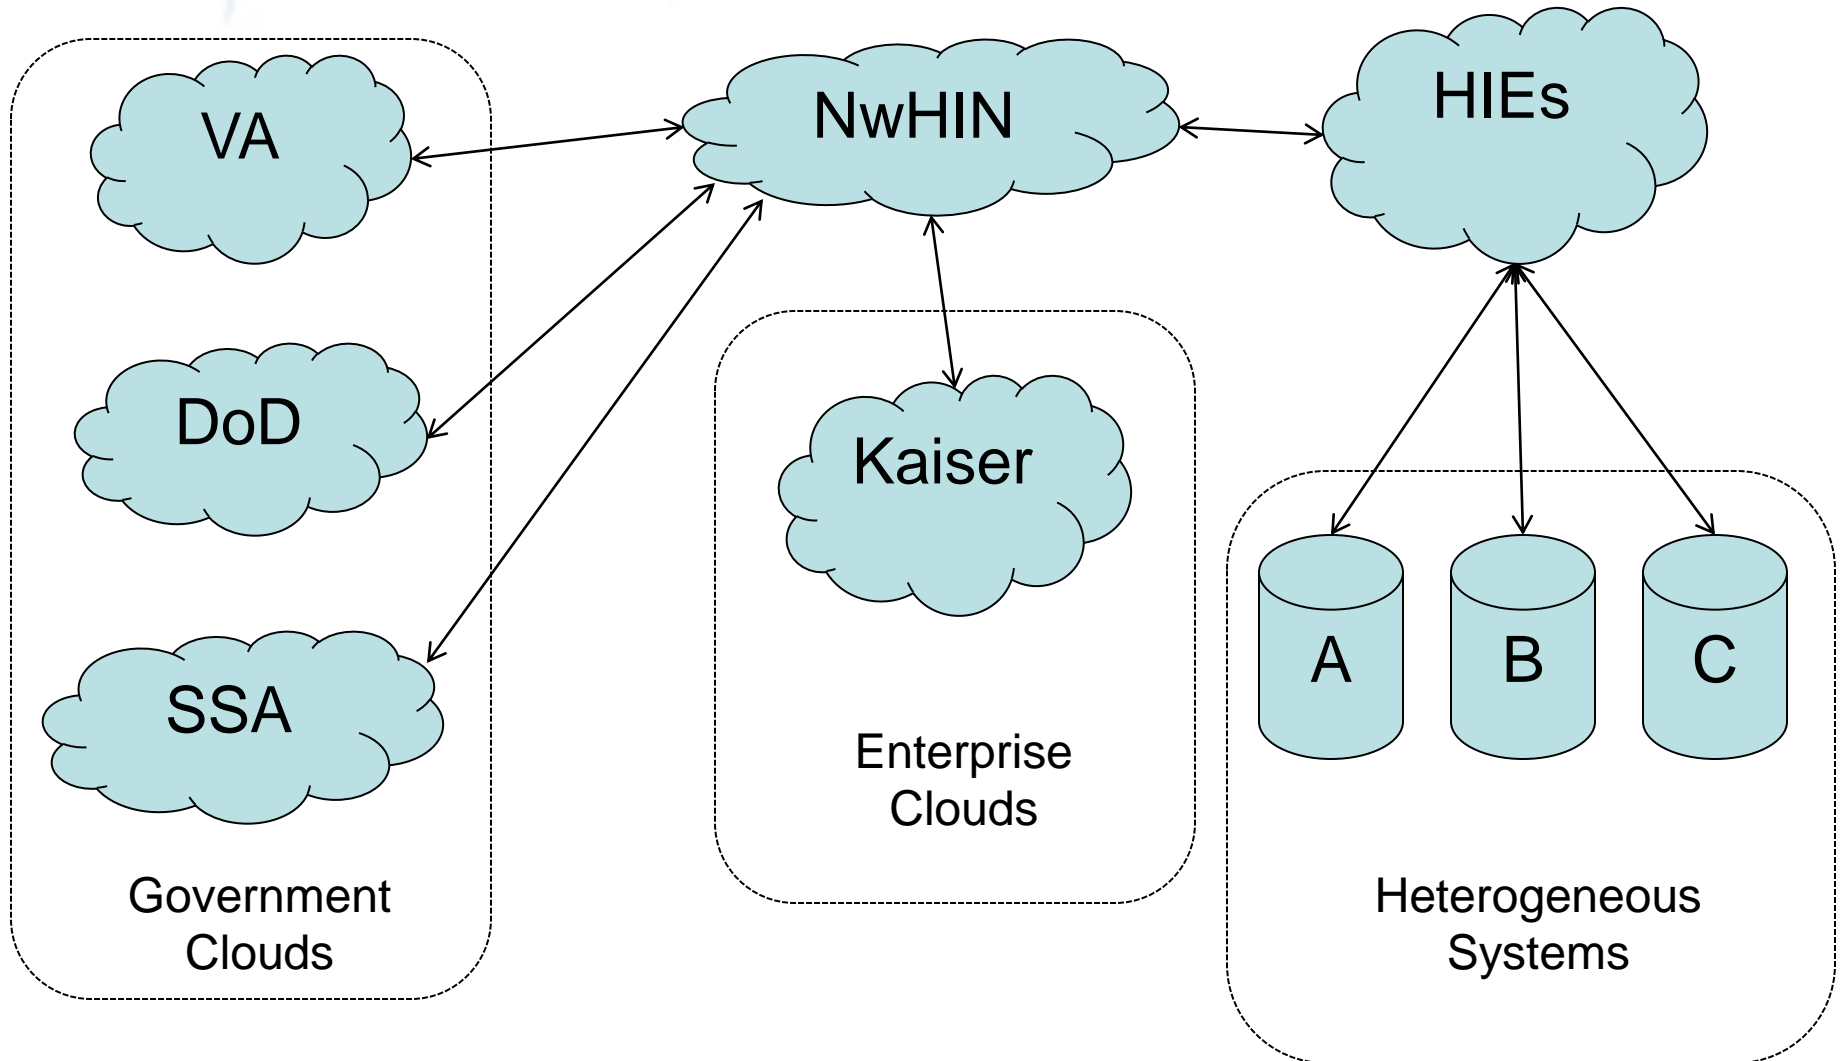 VA
NwHIN
HIEs
DoD
Kaiser
SSA
A
B
C
Enterprise
Clouds
Government
Clouds
Heterogeneous
Systems